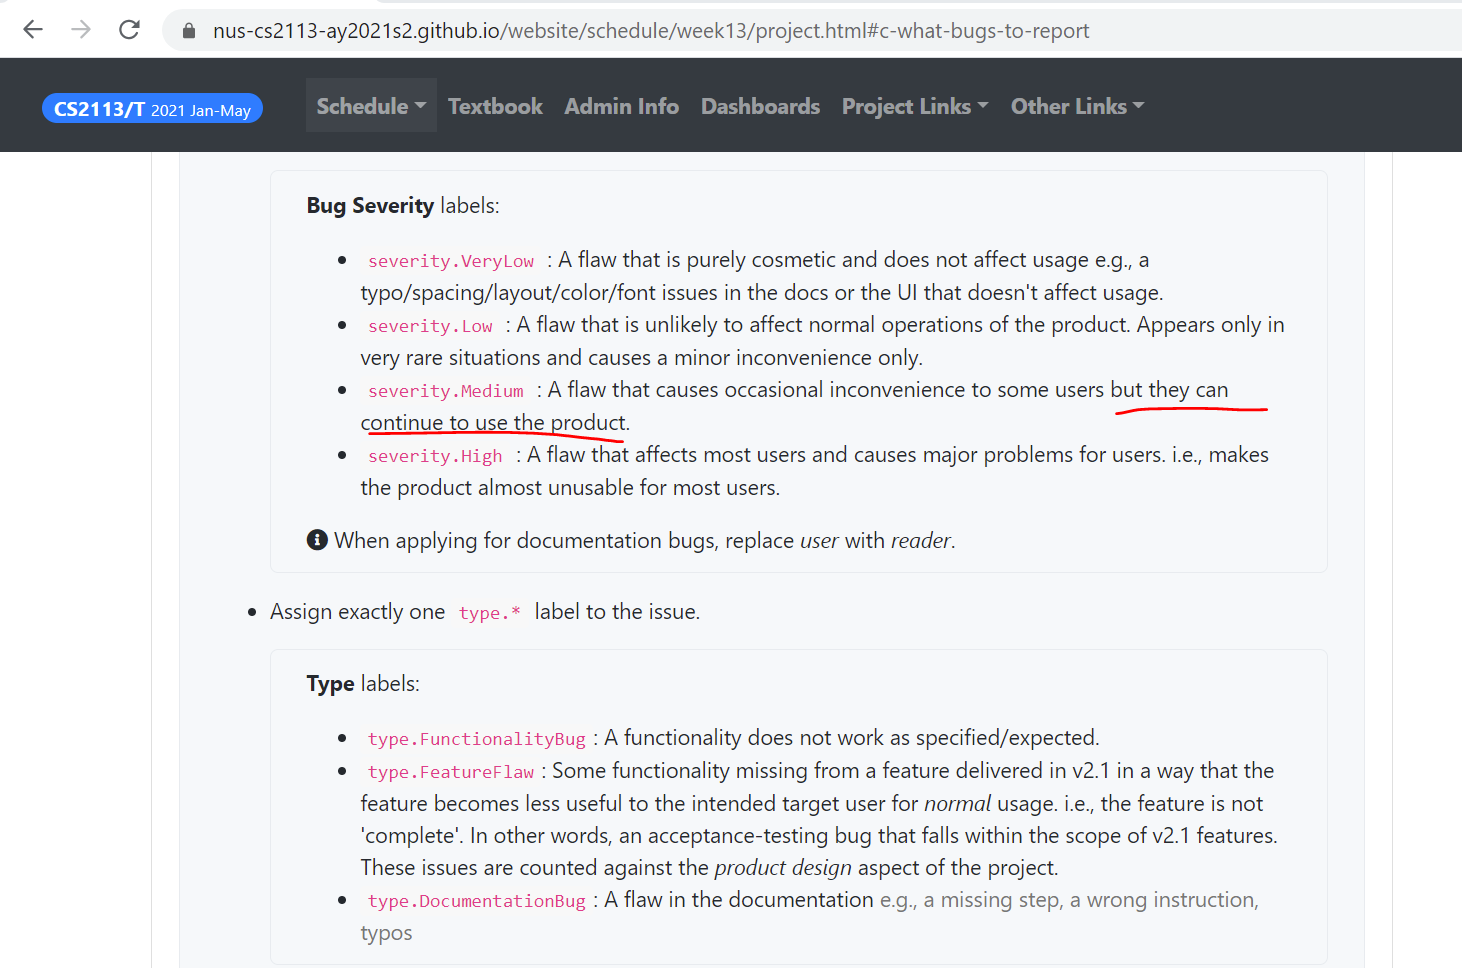 nus-cs2113-ay2021s2.github.io/website/schedule/week13/project.html#c-what-bugs-to-report
CS2113/T 2021 Jan-May Schedule Textbook Admin Info Dashboards Project Links Other Links
Bug Severity labels:
severity.VeryLow : A flaw that is purely cosmetic and does not affect usage e.g., a
typo/spacing/layout/color/font issues in the docs or the UI that doesn't affect usage.
severity.Low : A flaw that is unlikely to affect normal operations of the product. Appears only in
very rare situations and causes a minor inconvenience only.
severity.Medium : A flaw that causes occasional inconvenience to some users but they can
continue to use the product.
severity.High : A flaw that affects most users and causes major problems for users. i.e., makes
the product almost unusable for most users.
When applying for documentation bugs, replace user with reader.
Assign exactly one type.* label to the issue.
Type labels:
type.FunctionalityBug : A functionality does not work as specified/expected.
type.FeatureFlaw : Some functionality missing from a feature delivered in v2.1 in a way that the
feature becomes less useful to the intended target user for normal usage. i.e., the feature is not
'complete'. In other words, an acceptance-testing bug that falls within the scope of v2.1 features.
These issues are counted against the product design aspect of the project.
type.DocumentationBug : A flaw in the documentation e.g., a missing step, a wrong instruction,
typos